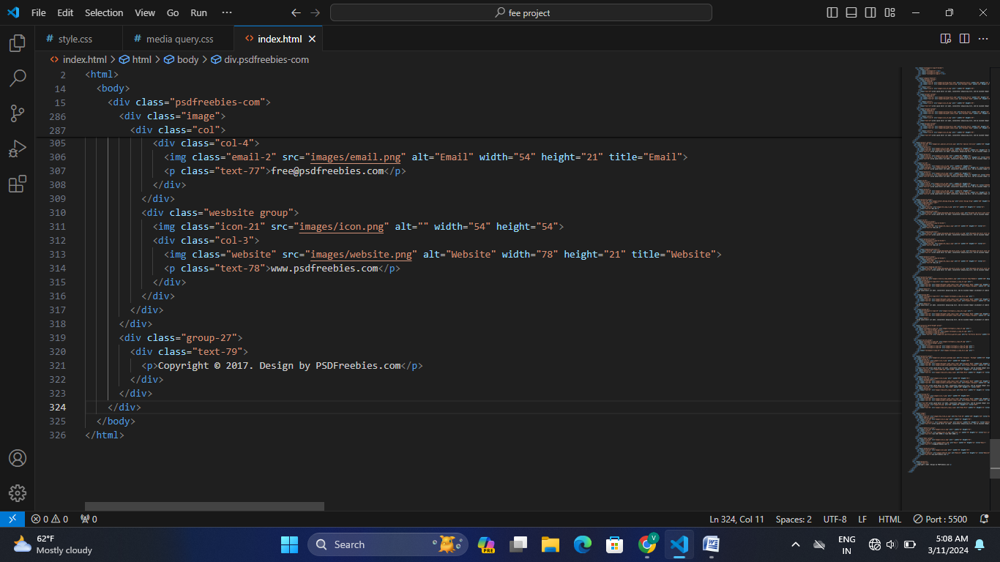 File Edit Selection View Go Run ··· fee project
# style.css # media query.css <> index.html
<> index.html > html > body > div.psdfreebies-com
2 <html>
14 <body>
15 <div class="psdfreebies-com">
286 <div class="image">
287 <div class="col">
305 <div class="col-4">
306 <img class="email-2" src="images/email.png" alt="Email" width="54" height="21" title="Email">
307 <p class="text-77">free@psdfreebies.com</p>
308 </div>
309 </div>
310 <div class="wesbsite group">
311 <img class="icon-21" src="images/icon.png" alt="" width="54" height="54">
312 <div class="col-3">
313 <img class="website" src="images/website.png" alt="Website" width="78" height="21" title="Website">
314 <p class="text-78">www.psdfreebies.com</p>
315 </div>
316 </div>
317 </div>
318 </div>
319 <div class="group-27">
320 <div class="text-79">
321 <p>Copyright © 2017. Design by PSDFreebies.com</p>
322 </div>
323 </div>
324 </div>
325 </body>
326 </html>
0 0 0 Ln 324, Col 11 Spaces: 2 UTF-8 LF HTML Port : 5500
62°F
Mostly cloudy
Search
PRE
V
ENG
IN
5:08 AM
3/11/2024